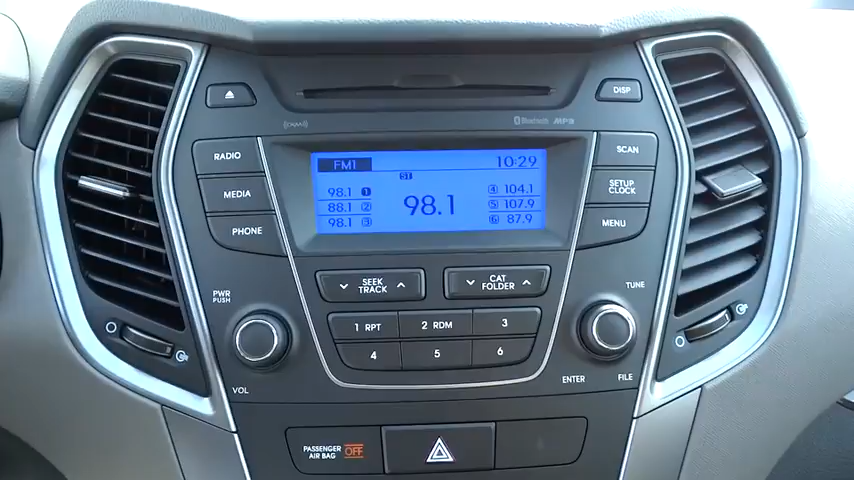 DISP
((XM))
Bluetooth MP3
RADIO
MEDIA
PHONE
FM1
10:29
ST
98.1 1
88.1 2
98.1 3
98.1
4 104.1
5 107.9
6 87.9
SCAN
SETUP
CLOCK
MENU
SEEK
TRACK
CAT
FOLDER
PWR
PUSH
TUNE
1 RPT
2 RDM
3
4
5
6
VOL
ENTER
FILE
PASSENGER
AIR BAG
OFF